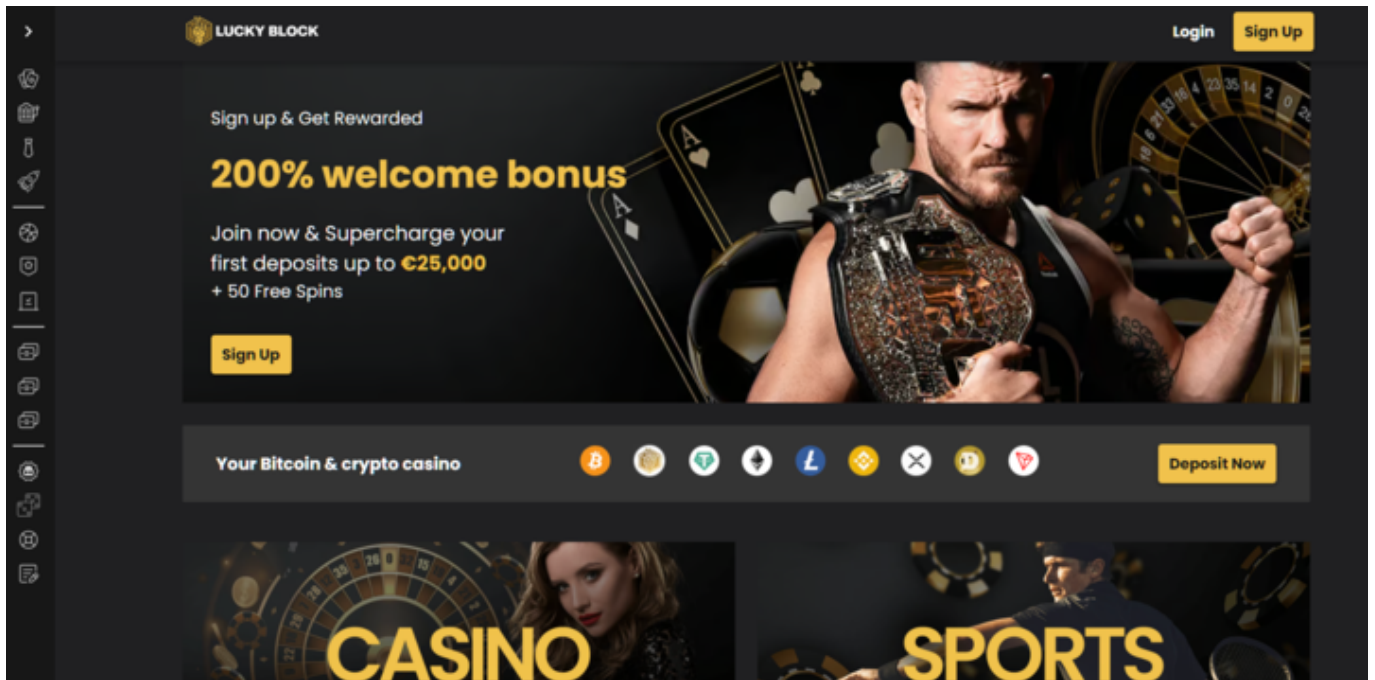 LUCKY BLOCK
Login
Sign Up
Sign up & Get Rewarded
200% welcome bonus
Join now & Supercharge your
first deposits up to €25,000
+ 50 Free Spins
Sign Up
Your Bitcoin & crypto casino
Deposit Now
CASINO
SPORTS